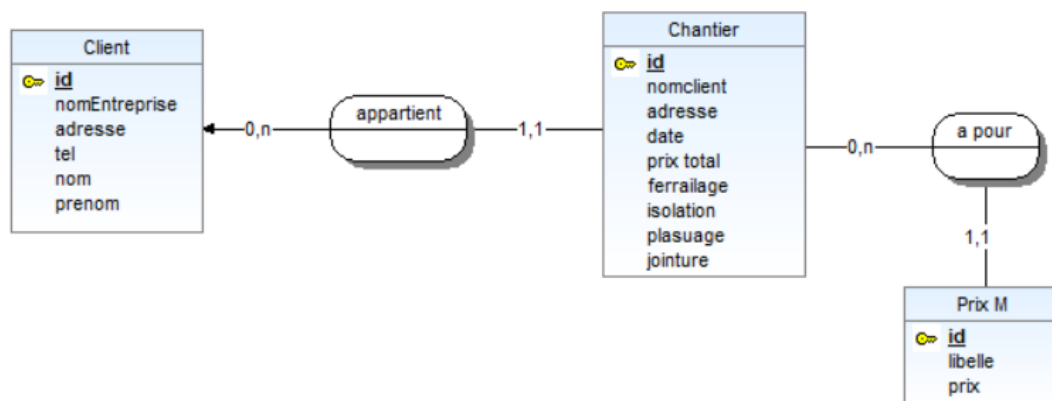 Client
id
nomEntreprise
adresse
tel
nom
prenom
0,n
appartient
1,1
Chantier
id
nomclient
adresse
date
prix total
ferrailage
isolation
plasuage
jointure
0,n
a pour
1,1
Prix M
id
libelle
prix